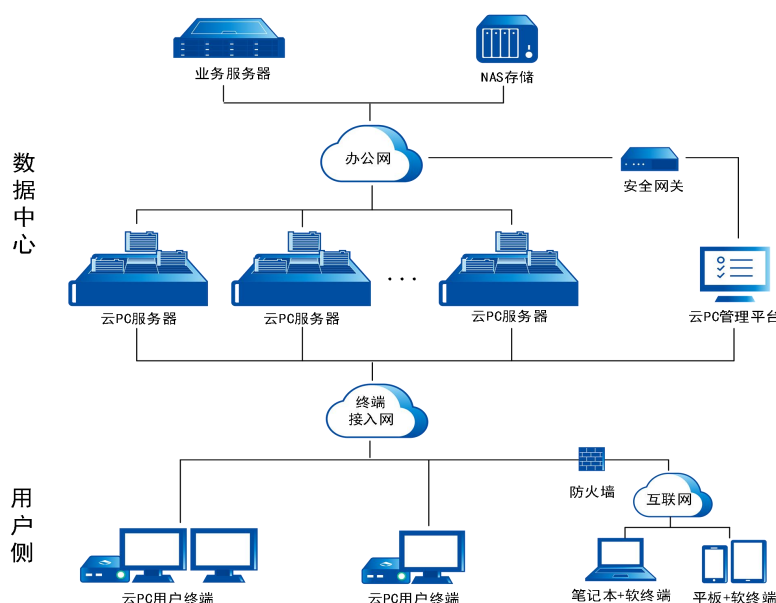 业务服务器
NAS存储
办公网
安全网关
数据中心
云PC服务器
云PC服务器
...
云PC服务器
云PC管理平台
终端
接入网
防火墙
互联网
用户侧
云PC用户终端
云PC用户终端
笔记本+软终端
平板+软终端